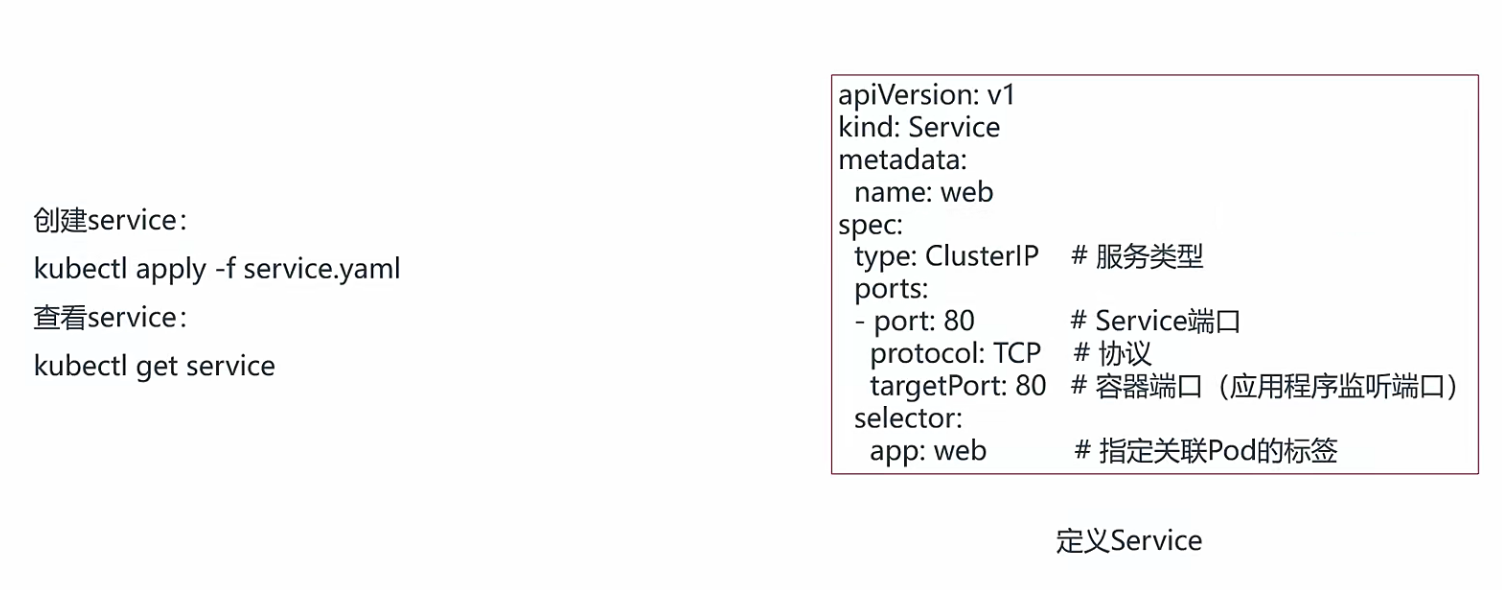 创建service：
kubectl apply -f service.yaml
查看service：
kubectl get service
apiVersion: v1
kind: Service
metadata:
  name: web
spec:
  type: ClusterIP    # 服务类型
  ports:
  - port: 80            # Service端口
    protocol: TCP    # 协议
    targetPort: 80   # 容器端口（应用程序监听端口）
  selector:
    app: web           # 指定关联Pod的标签
定义Service